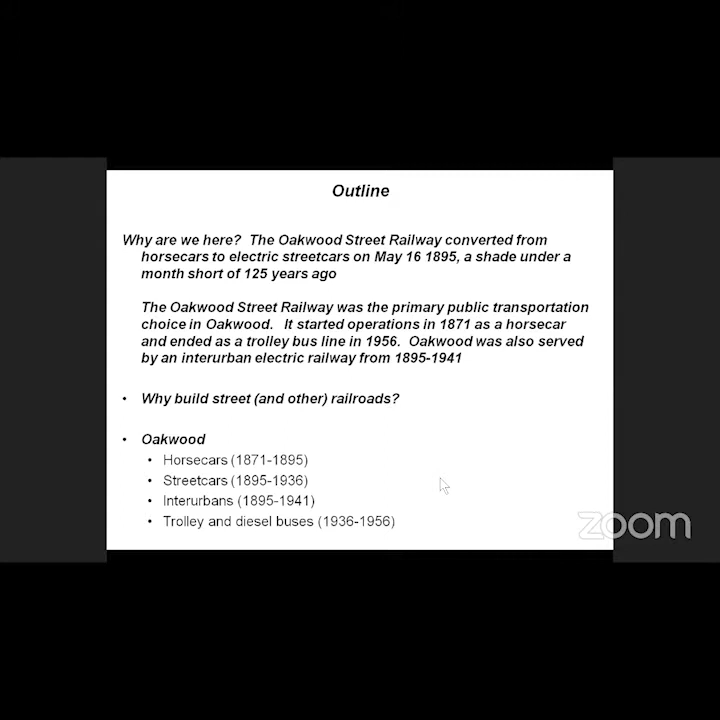 Outline
Why are we here? The Oakwood Street Railway converted from
horsecars to electric streetcars on May 16 1895, a shade under a
month short of 125 years ago
The Oakwood Street Railway was the primary public transportation
choice in Oakwood. It started operations in 1871 as a horsecar
and ended as a trolley bus line in 1956. Oakwood was also served
by an interurban electric railway from 1895-1941
• Why build street (and other) railroads?
• Oakwood
• Horsecars (1871-1895)
• Streetcars (1895-1936)
• Interurbans (1895-1941)
• Trolley and diesel buses (1936-1956)
zoom